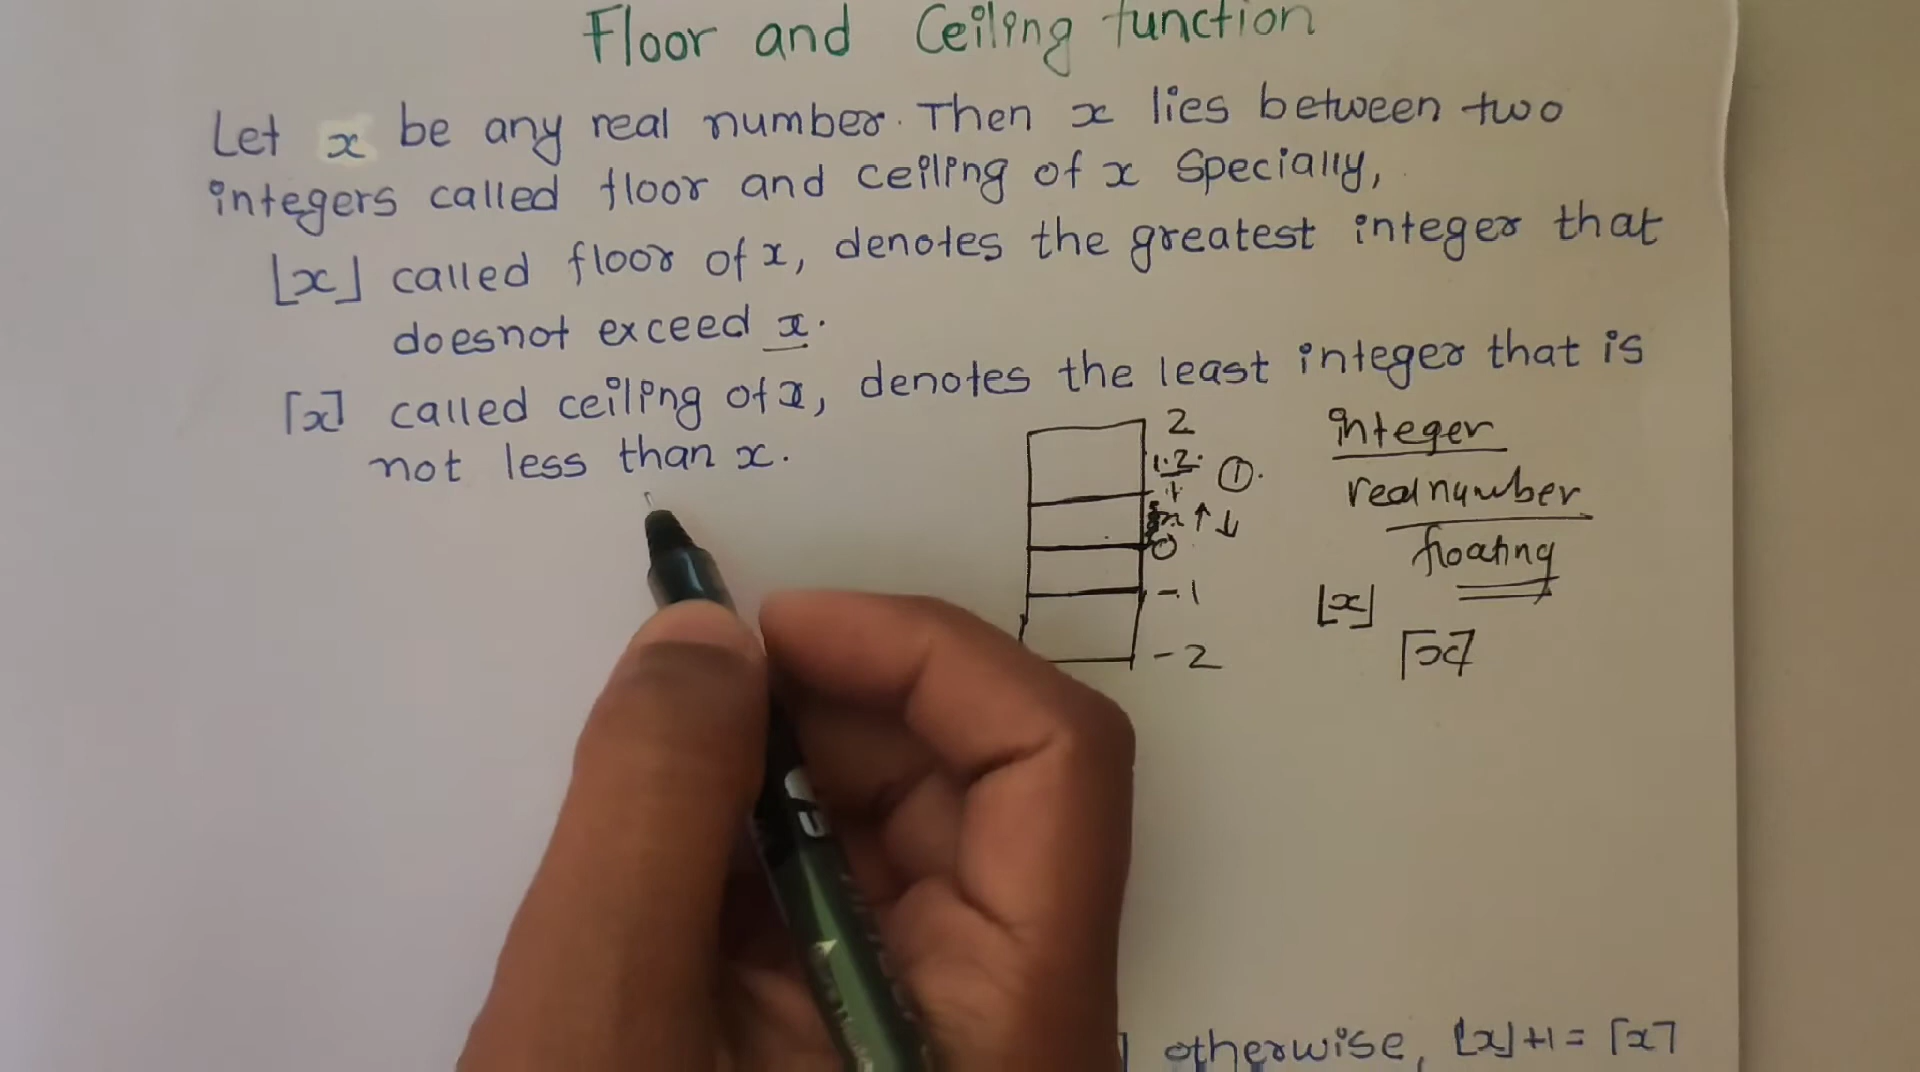 Floor and Ceiling function
Let x be any real number. Then x lies between two
integers called floor and ceiling of x specially,
⌊x⌋ called floor of x, denotes the greatest integer that
doesnot exceed x.
⌈x⌉ called ceiling of x, denotes the least integer that is
not less than x.
2
1.2
1
①
↑ ↓
0
-1
-2
integer
real number
floating
⌊x⌋
⌈x⌉
otherwise, ⌊x⌋+1 = ⌈x⌉